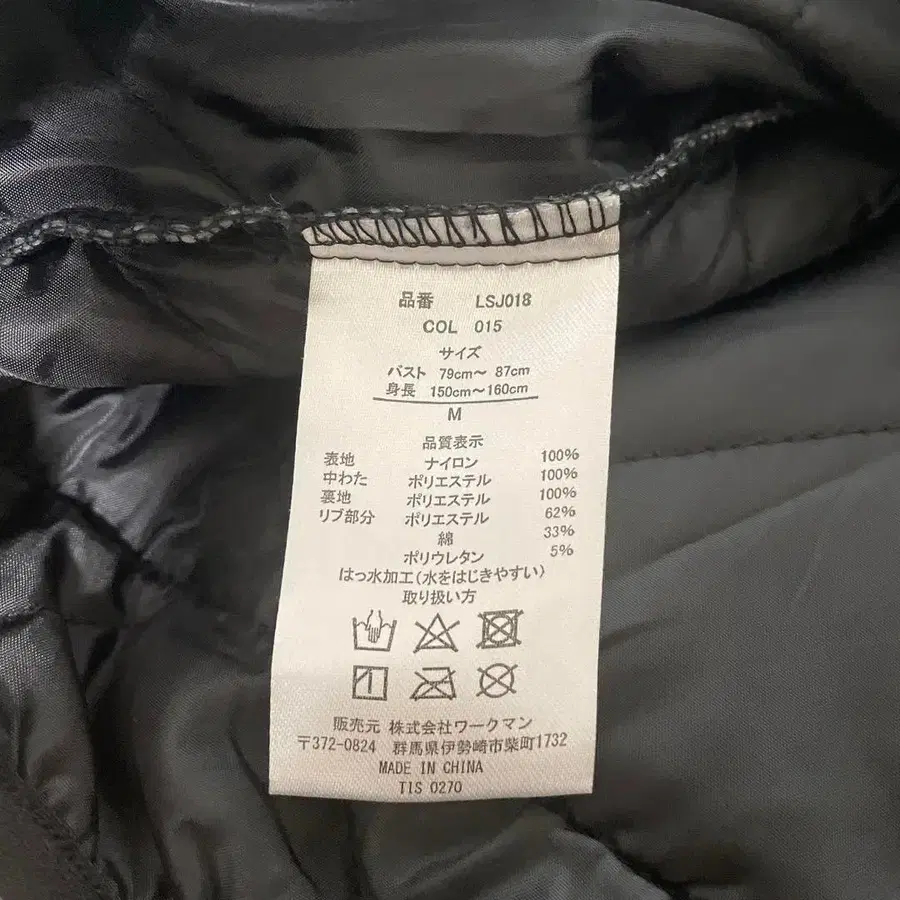 品番 LSJ018
COL 015
サイズ
バスト 79cm～ 87cm
身長 150cm～160cm
M
品質表示
表地 ナイロン 100%
中わた ポリエステル 100%
裏地 ポリエステル 100%
リブ部分 ポリエステル 62%
綿 33%
ポリウレタン 5%
はっ水加工(水をはじきやすい)
取り扱い方
販売元 株式会社ワークマン
〒372-0824 群馬県伊勢崎市柴町1732
MADE IN CHINA
TIS 0270